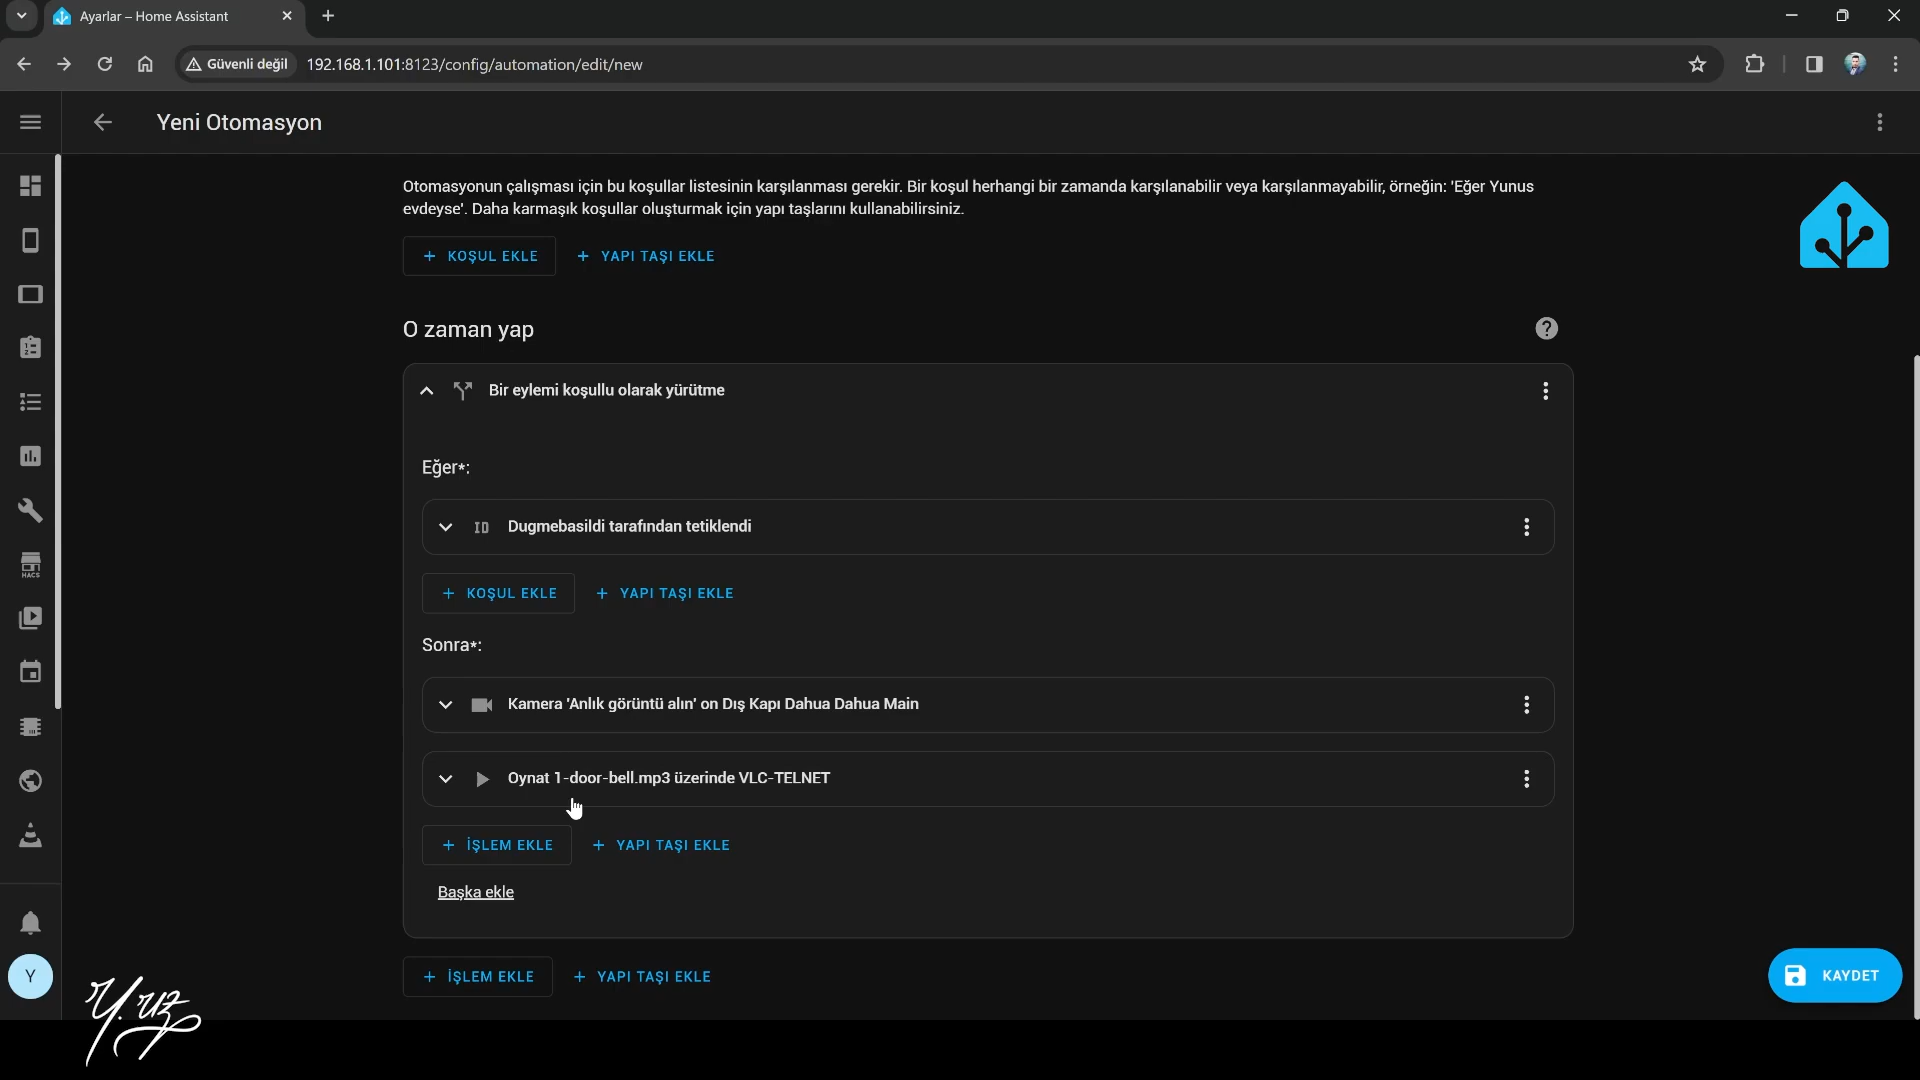 Ayarlar – Home Assistant
Güvenli değil
192.168.1.101:8123/config/automation/edit/new
Yeni Otomasyon
Otomasyonun çalışması için bu koşullar listesinin karşılanması gerekir. Bir koşul herhangi bir zamanda karşılanabilir veya karşılanmayabilir, örneğin: 'Eğer Yunus
evdeyse'. Daha karmaşık koşullar oluşturmak için yapı taşlarını kullanabilirsiniz.
+ KOŞUL EKLE + YAPI TAŞI EKLE
O zaman yap
Bir eylemi koşullu olarak yürütme
Eğer*:
ID Dugmebasildi tarafından tetiklendi
+ KOŞUL EKLE + YAPI TAŞI EKLE
HACS
Sonra*:
Kamera 'Anlık görüntü alın' on Dış Kapı Dahua Dahua Main
Oynat 1-door-bell.mp3 üzerinde VLC-TELNET
+ İŞLEM EKLE + YAPI TAŞI EKLE
Başka ekle
+ İŞLEM EKLE + YAPI TAŞI EKLE
KAYDET
Y
Y.uz